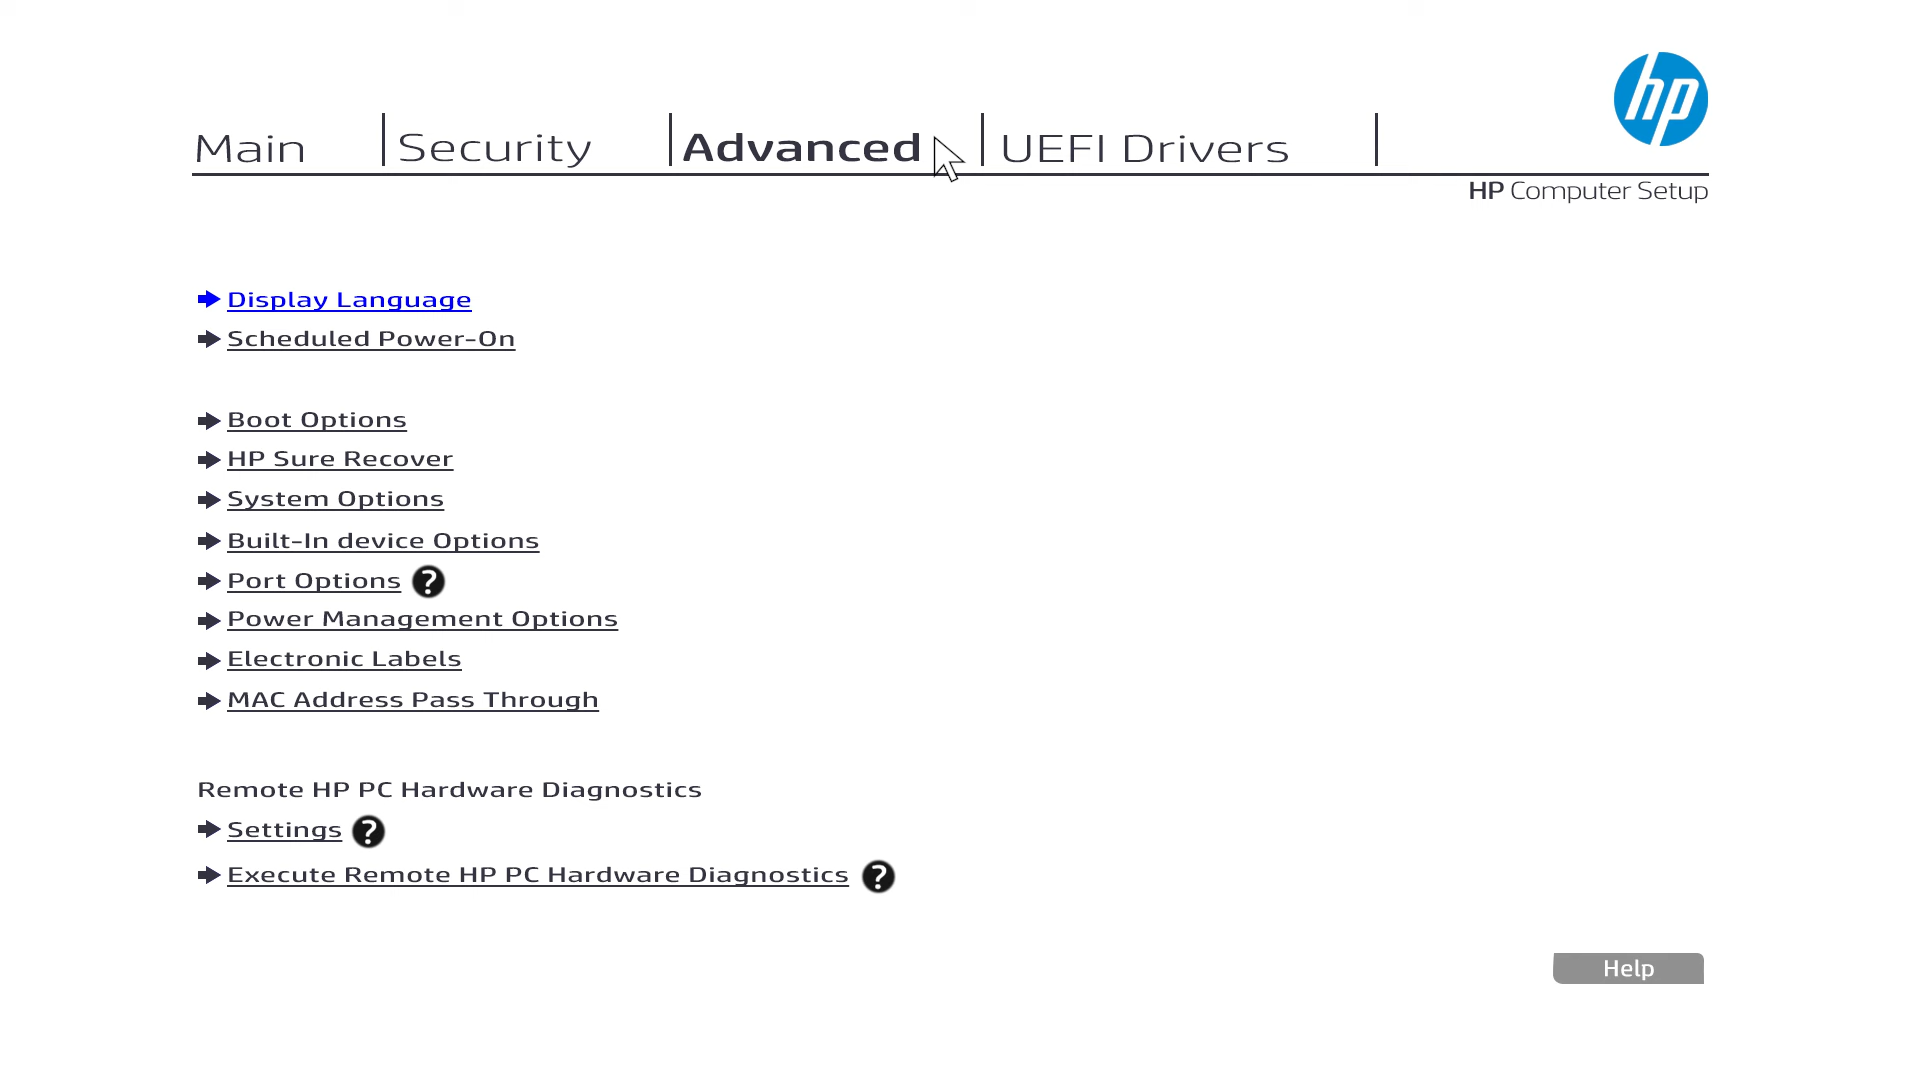 hp
Main
Security
Advanced
UEFI Drivers
HP Computer Setup
Display Language
Scheduled Power-On
Boot Options
HP Sure Recover
System Options
Built-In device Options
Port Options ?
Power Management Options
Electronic Labels
MAC Address Pass Through
Remote HP PC Hardware Diagnostics
Settings ?
Execute Remote HP PC Hardware Diagnostics ?
Help